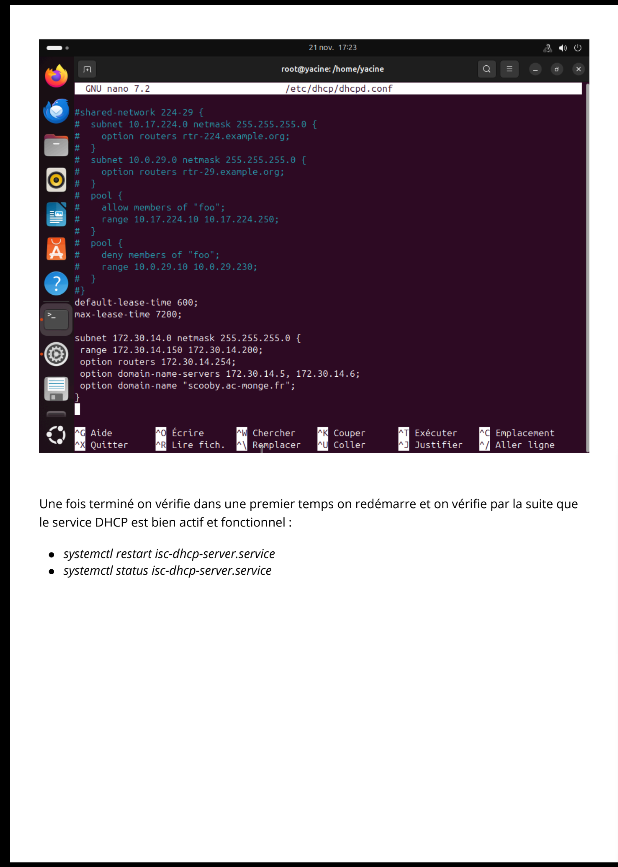 21 nov. 17:23
root@yacine: /home/yacine
GNU nano 7.2 /etc/dhcp/dhcpd.conf
#shared-network 224-29 {
#  subnet 10.17.224.0 netmask 255.255.255.0 {
#    option routers rtr-224.example.org;
#  }
#  subnet 10.0.29.0 netmask 255.255.255.0 {
#    option routers rtr-29.example.org;
#  }
#  pool {
#    allow members of "foo";
#    range 10.17.224.10 10.17.224.250;
#  }
#  pool {
#    deny members of "foo";
#    range 10.0.29.10 10.0.29.230;
#  }
#}
default-lease-time 600;
max-lease-time 7200;
subnet 172.30.14.0 netmask 255.255.255.0 {
 range 172.30.14.150 172.30.14.200;
 option routers 172.30.14.254;
 option domain-name-servers 172.30.14.5, 172.30.14.6;
 option domain-name "scooby.ac-monge.fr";
}
^G Aide ^O Écrire ^W Chercher ^K Couper ^T Exécuter ^C Emplacement
^X Quitter ^R Lire fich. ^\ Remplacer ^U Coller ^J Justifier ^/ Aller ligne
Une fois terminé on vérifie dans une premier temps on redémarre et on vérifie par la suite que
le service DHCP est bien actif et fonctionnel :
● systemctl restart isc-dhcp-server.service
● systemctl status isc-dhcp-server.service